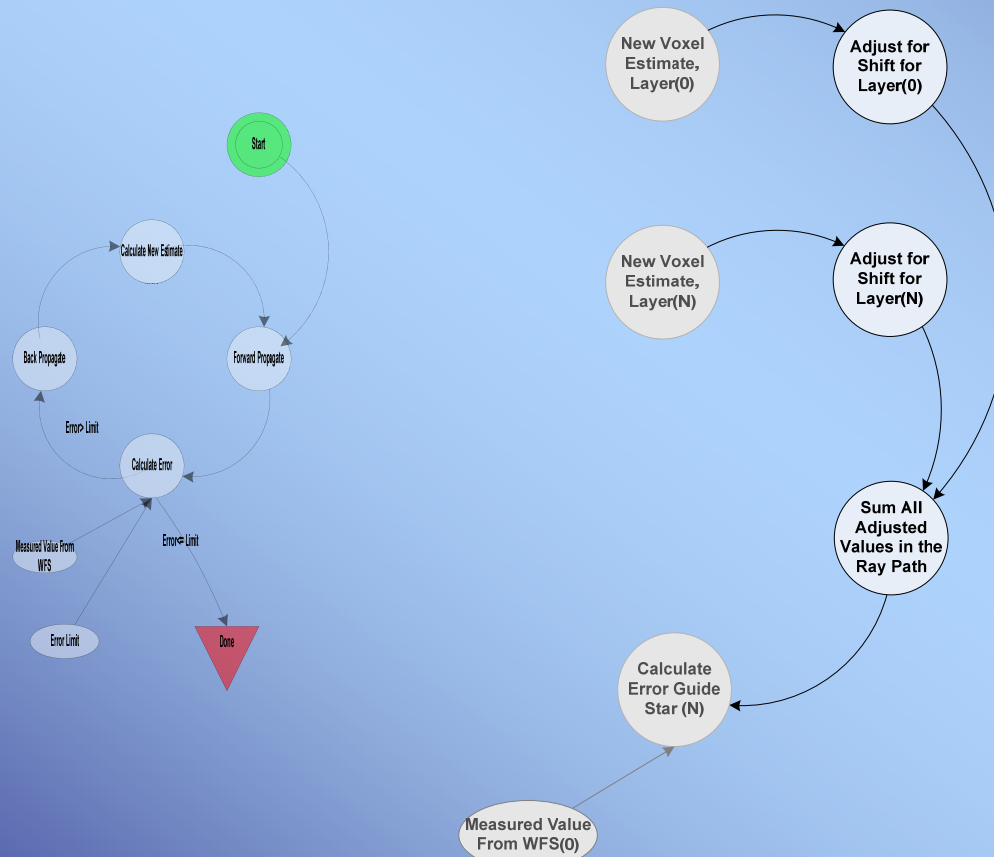 Start
Calculate New Estimate
Back Propagate
Forward Propagate
Error> Limit
Calculate Error
Measured Value From
WFS
Error<= Limit
Error Limit
Done
New Voxel
Estimate,
Layer(0)
Adjust for
Shift for
Layer(0)
New Voxel
Estimate,
Layer(N)
Adjust for
Shift for
Layer(N)
Sum All
Adjusted
Values in the
Ray Path
Calculate
Error Guide
Star (N)
Measured Value
From WFS(0)